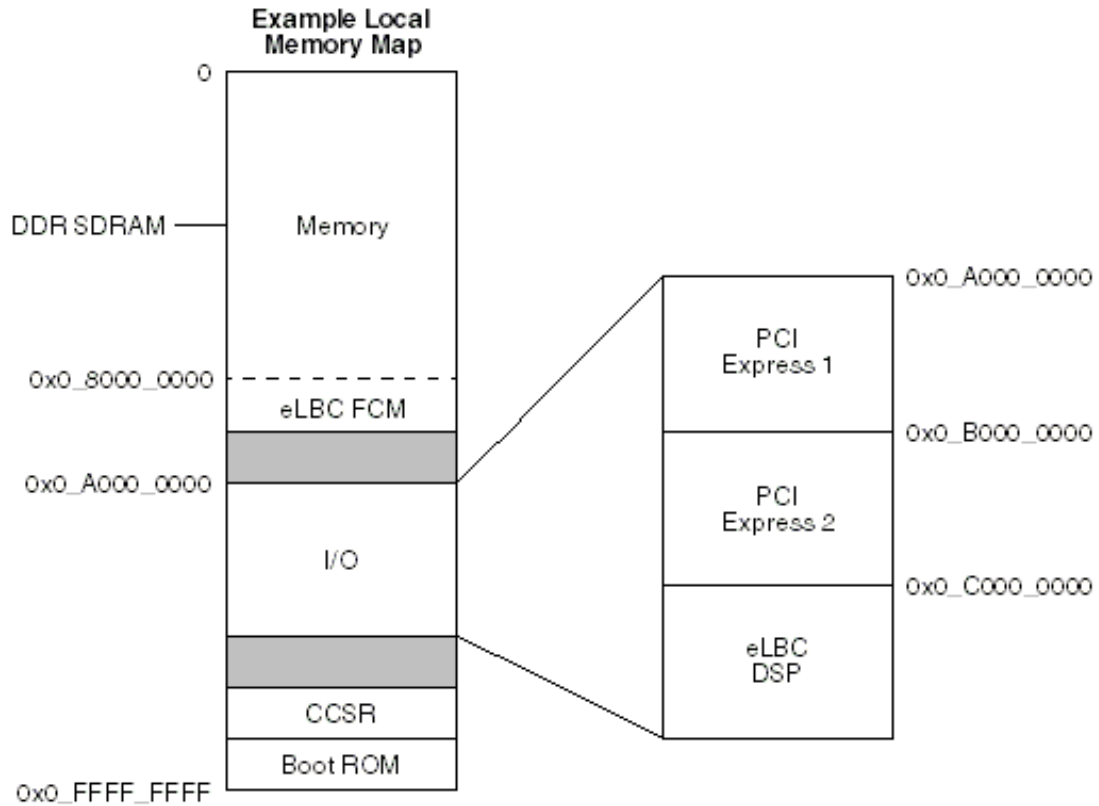 Example Local
Memory Map
0
DDR SDRAM
Memory
0x0_8000_0000
eLBC FCM
0x0_A000_0000
I/O
CCSR
Boot ROM
0x0_FFFF_FFFF
0x0_A000_0000
PCI
Express 1
0x0_B000_0000
PCI
Express 2
0x0_C000_0000
eLBC
DSP